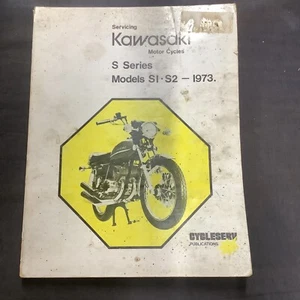 Servicing
Kawasaki
Motor Cycles
S Series
Models S1·S2 — 1973.
CYCLESERV
PUBLICATIONS